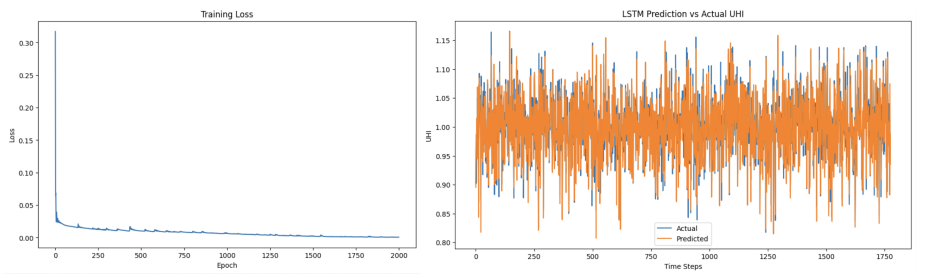 Training Loss
0.30
0.25
0.20
0.15
0.10
0.05
0.00
Loss
0 250 500 750 1000 1250 1500 1750 2000
Epoch
LSTM Prediction vs Actual UHI
1.15
1.10
1.05
1.00
0.95
0.90
0.85
0.80
UHI
Actual
Predicted
0 250 500 750 1000 1250 1500 1750
Time Steps